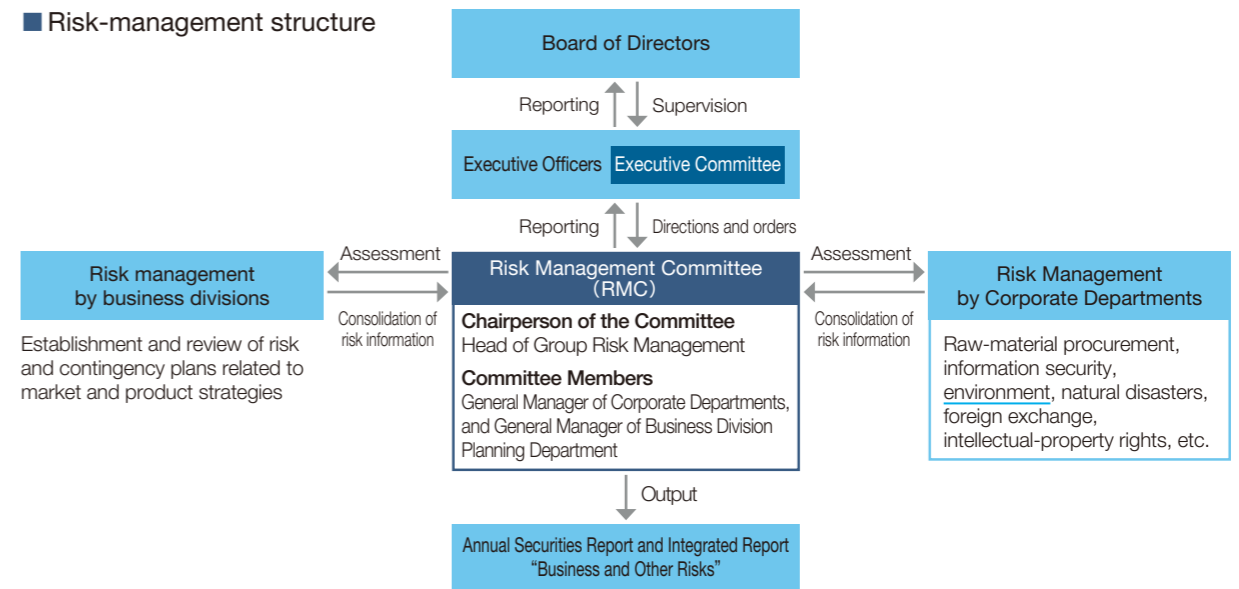 ■ Risk-management structure
Board of Directors
Reporting
Supervision
Executive Officers
Executive Committee
Reporting
Directions and orders
Risk management
by business divisions
Establishment and review of risk
and contingency plans related to
market and product strategies
Assessment
Consolidation of
risk information
Risk Management Committee
(RMC)
Chairperson of the Committee
Head of Group Risk Management
Committee Members
General Manager of Corporate Departments,
and General Manager of Business Division
Planning Department
Assessment
Consolidation of
risk information
Risk Management
by Corporate Departments
Raw-material procurement,
information security,
environment, natural disasters,
foreign exchange,
intellectual-property rights, etc.
Output
Annual Securities Report and Integrated Report
“Business and Other Risks”